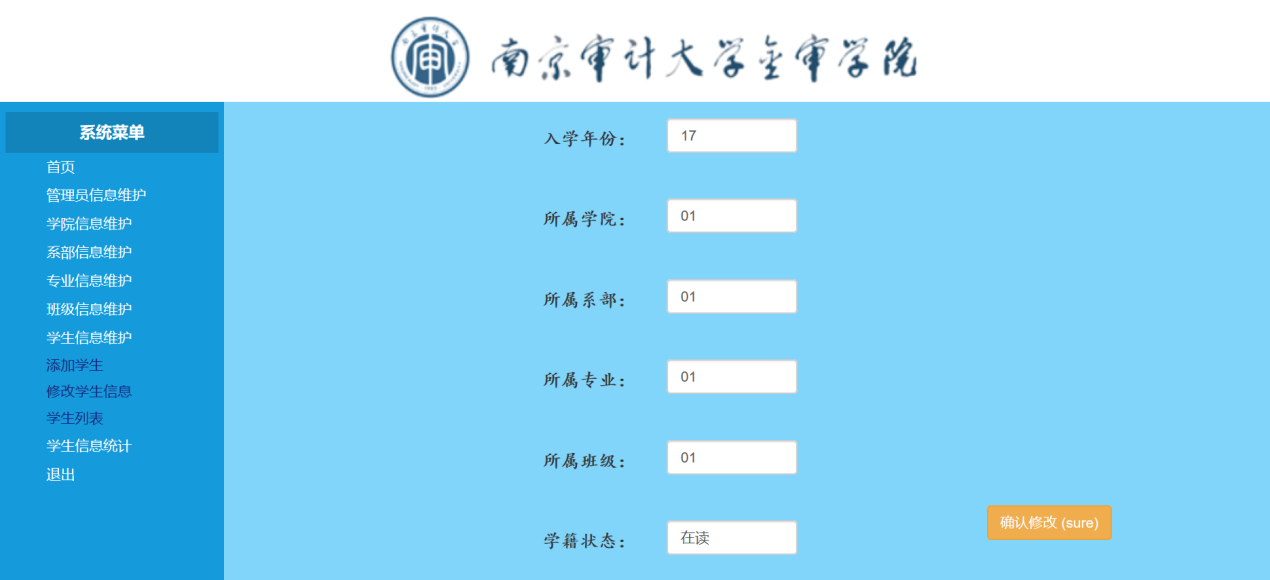 南京审计大学金审学院
系统菜单
首页
管理员信息维护
学院信息维护
系部信息维护
专业信息维护
班级信息维护
学生信息维护
添加学生
修改学生信息
学生列表
学生信息统计
退出
入学年份： 17
所属学院： 01
所属系部： 01
所属专业： 01
所属班级： 01
学籍状态： 在读
确认修改 (sure)